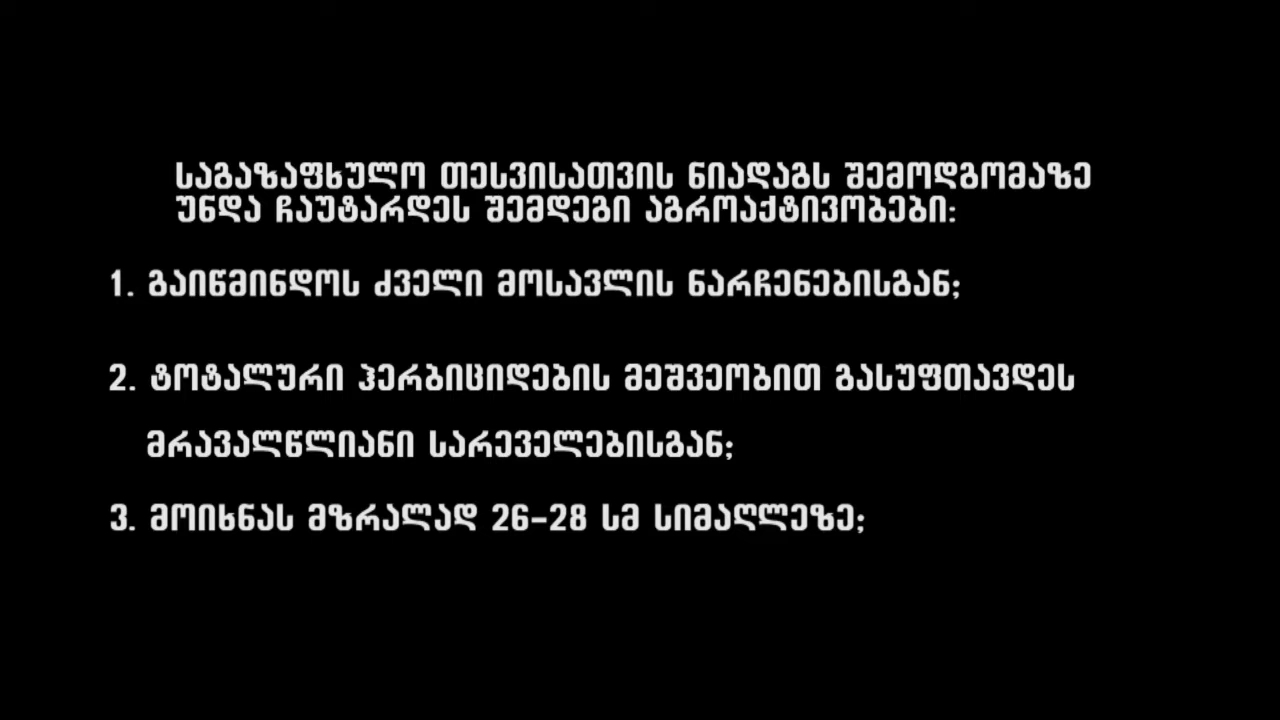 საგაზაფხულო თესვისათვის ნიადაგს შემოდგომაზე
უნდა ჩაუტარდეს შემდეგი აგროაქტივობები:
1. გაიწმინდოს ძველი მოსავლის ნარჩენებისგან;
2. ტოტალური ჰერბიციდების მეშვეობით გასუფთავდეს
მრავალწლიანი სარეველებისგან;
3. მოიხნას მზრალად 26-28 სმ სიმაღლეზე;